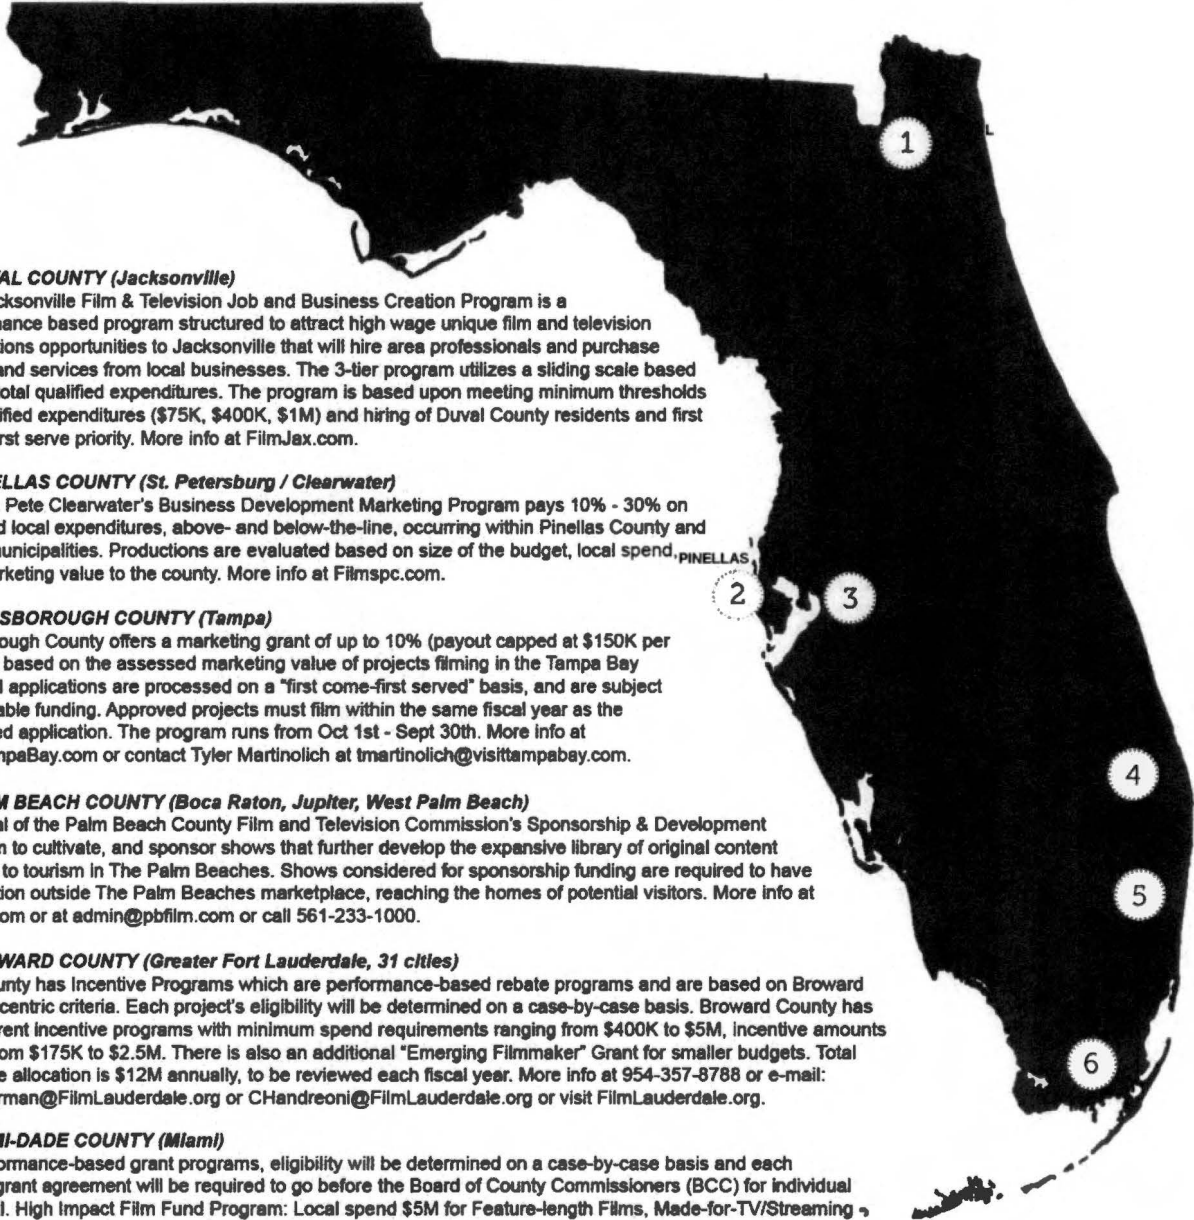 1
L
AL COUNTY (Jacksonville)
cksonville Film & Television Job and Business Creation Program is a
nance based program structured to attract high wage unique film and television
tions opportunities to Jacksonville that will hire area professionals and purchase
and services from local businesses. The 3-tier program utilizes a sliding scale based
otal qualified expenditures. The program is based upon meeting minimum thresholds
ified expenditures ($75K, $400K, $1M) and hiring of Duval County residents and first
rst serve priority. More info at FilmJax.com.
ELLAS COUNTY (St. Petersburg / Clearwater)
Pete Clearwater's Business Development Marketing Program pays 10% - 30% on
d local expenditures, above- and below-the-line, occurring within Pinellas County and
unicipalities. Productions are evaluated based on size of the budget, local spend,
rketing value to the county. More info at Filmspc.com.
PINELLAS
2
3
SBOROUGH COUNTY (Tampa)
ough County offers a marketing grant of up to 10% (payout capped at $150K per
based on the assessed marketing value of projects filming in the Tampa Bay
l applications are processed on a "first come-first served" basis, and are subject
able funding. Approved projects must film within the same fiscal year as the
ed application. The program runs from Oct 1st - Sept 30th. More info at
mpaBay.com or contact Tyler Martinolich at tmartinolich@visittampabay.com.
4
M BEACH COUNTY (Boca Raton, Jupiter, West Palm Beach)
al of the Palm Beach County Film and Television Commission's Sponsorship & Development
m to cultivate, and sponsor shows that further develop the expansive library of original content
to tourism in The Palm Beaches. Shows considered for sponsorship funding are required to have
tion outside The Palm Beaches marketplace, reaching the homes of potential visitors. More info at
om or at admin@pbfilm.com or call 561-233-1000.
5
WARD COUNTY (Greater Fort Lauderdale, 31 cities)
unty has Incentive Programs which are performance-based rebate programs and are based on Broward
centric criteria. Each project's eligibility will be determined on a case-by-case basis. Broward County has
rent incentive programs with minimum spend requirements ranging from $400K to $5M, incentive amounts
om $175K to $2.5M. There is also an additional "Emerging Filmmaker" Grant for smaller budgets. Total
e allocation is $12M annually, to be reviewed each fiscal year. More info at 954-357-8788 or e-mail:
rman@FilmLauderdale.org or CHandreoni@FilmLauderdale.org or visit FilmLauderdale.org.
6
MI-DADE COUNTY (Miami)
ormance-based grant programs, eligibility will be determined on a case-by-case basis and each
grant agreement will be required to go before the Board of County Commissioners (BCC) for individual
l. High Impact Film Fund Program: Local spend $5M for Feature-length Films, Made-for-TV/Streaming